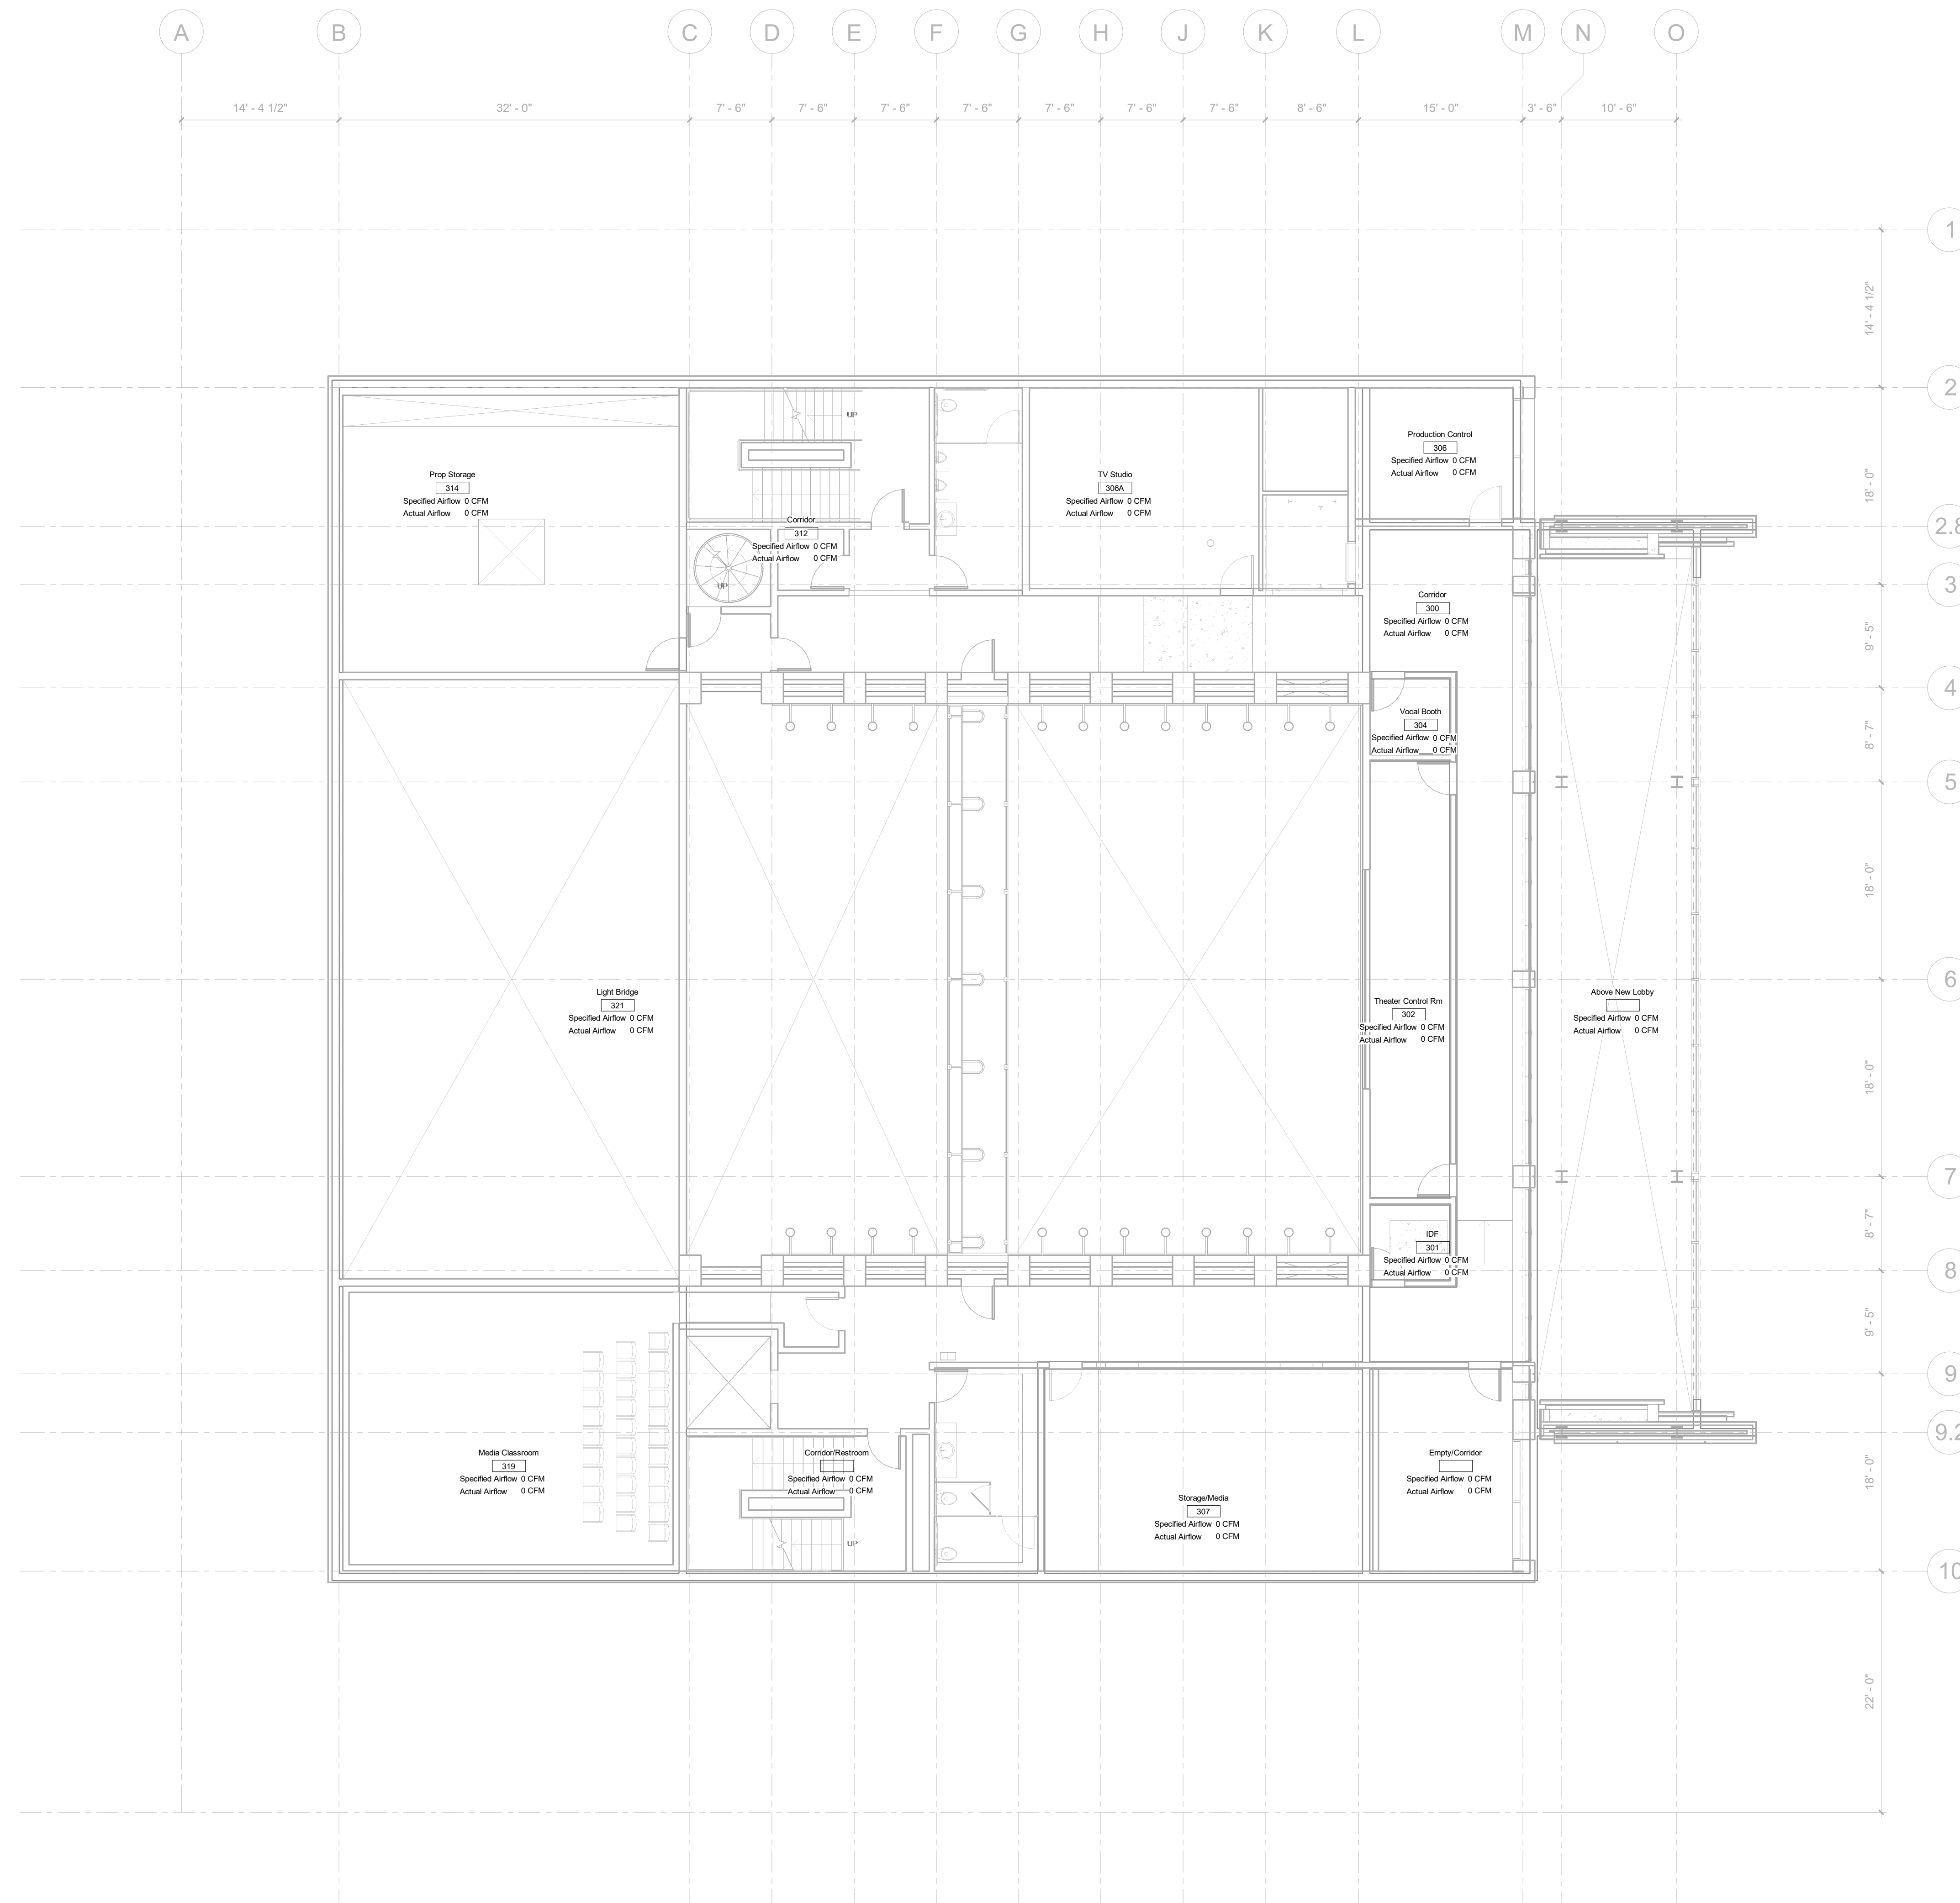 A B C D E F G H J K L M N O
14' - 4 1/2" 32' - 0" 7' - 6" 7' - 6" 7' - 6" 7' - 6" 7' - 6" 7' - 6" 7' - 6" 8' - 6" 15' - 0" 3' - 6" 10' - 6"
1
14' - 4 1/2"
2
18' - 0"
2.8
3
9' - 5"
4
8' - 7"
5
18' - 0"
6
18' - 0"
7
8' - 7"
8
9' - 5"
9
9.2
18' - 0"
10
22' - 0"
UP
Production Control
306
Specified Airflow 0 CFM
Actual Airflow 0 CFM
Prop Storage
314
Specified Airflow 0 CFM
Actual Airflow 0 CFM
TV Studio
306A
Specified Airflow 0 CFM
Actual Airflow 0 CFM
Corridor
312
Specified Airflow 0 CFM
Actual Airflow 0 CFM
UP
Corridor
300
Specified Airflow 0 CFM
Actual Airflow 0 CFM
Vocal Booth
304
Specified Airflow 0 CFM
Actual Airflow 0 CFM
Light Bridge
321
Specified Airflow 0 CFM
Actual Airflow 0 CFM
Theater Control Rm
302
Specified Airflow 0 CFM
Actual Airflow 0 CFM
Above New Lobby
Specified Airflow 0 CFM
Actual Airflow 0 CFM
IDF
301
Specified Airflow 0 CFM
Actual Airflow 0 CFM
Media Classroom
319
Specified Airflow 0 CFM
Actual Airflow 0 CFM
Corridor/Restroom
Specified Airflow 0 CFM
Actual Airflow 0 CFM
UP
Storage/Media
307
Specified Airflow 0 CFM
Actual Airflow 0 CFM
Empty/Corridor
Specified Airflow 0 CFM
Actual Airflow 0 CFM